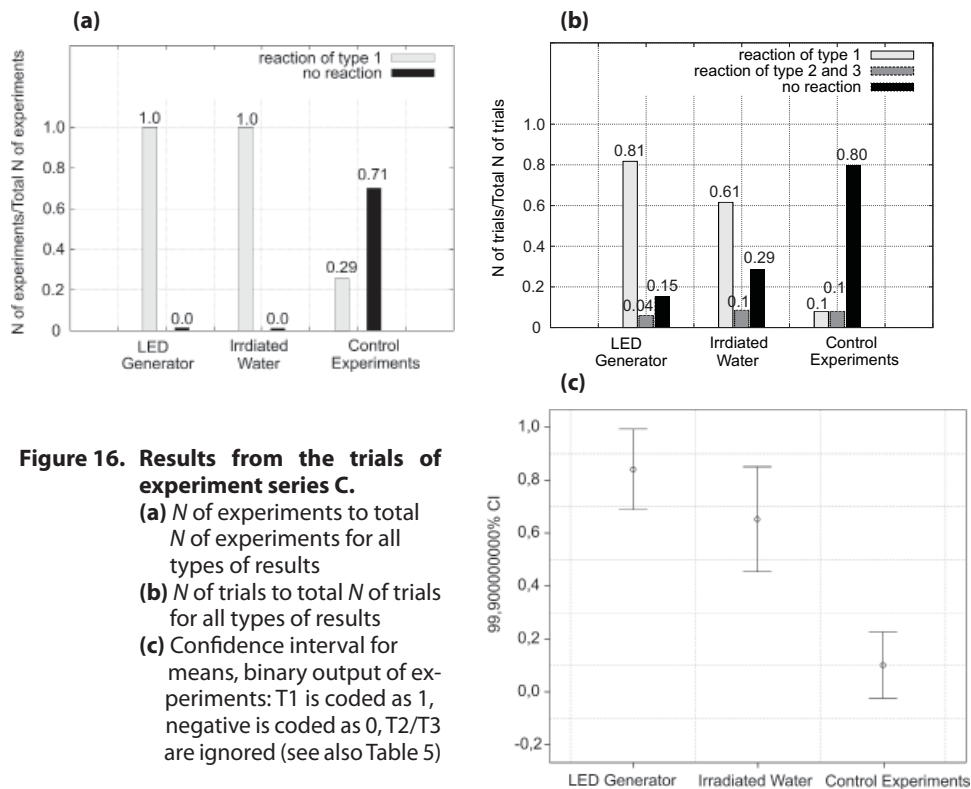 (a)
N of experiments/Total N of experiments
reaction of type 1
no reaction
1.0
0.8
0.6
0.4
0.2
0
1.0
0.0
1.0
0.0
0.29
0.71
LED
Generator
Irrdiated
Water
Control
Experiments
(b)
N of trials/Total N of trials
reaction of type 1
reaction of type 2 and 3
no reaction
1.0
0.8
0.6
0.4
0.2
0
0.81
0.04
0.15
0.61
0.1
0.29
0.1
0.1
0.80
LED
Generator
Irrdiated
Water
Control
Experiments
Figure 16. Results from the trials of
experiment series C.
(a) N of experiments to total
N of experiments for all
types of results
(b) N of trials to total N of trials
for all types of results
(c) Confidence interval for
means, binary output of ex-
periments: T1 is coded as 1,
negative is coded as 0, T2/T3
are ignored (see also Table 5)
(c)
99,9000000000% CI
1,0
0,8
0,6
0,4
0,2
0,0
-0,2
LED Generator
Irradiated Water
Control Experiments